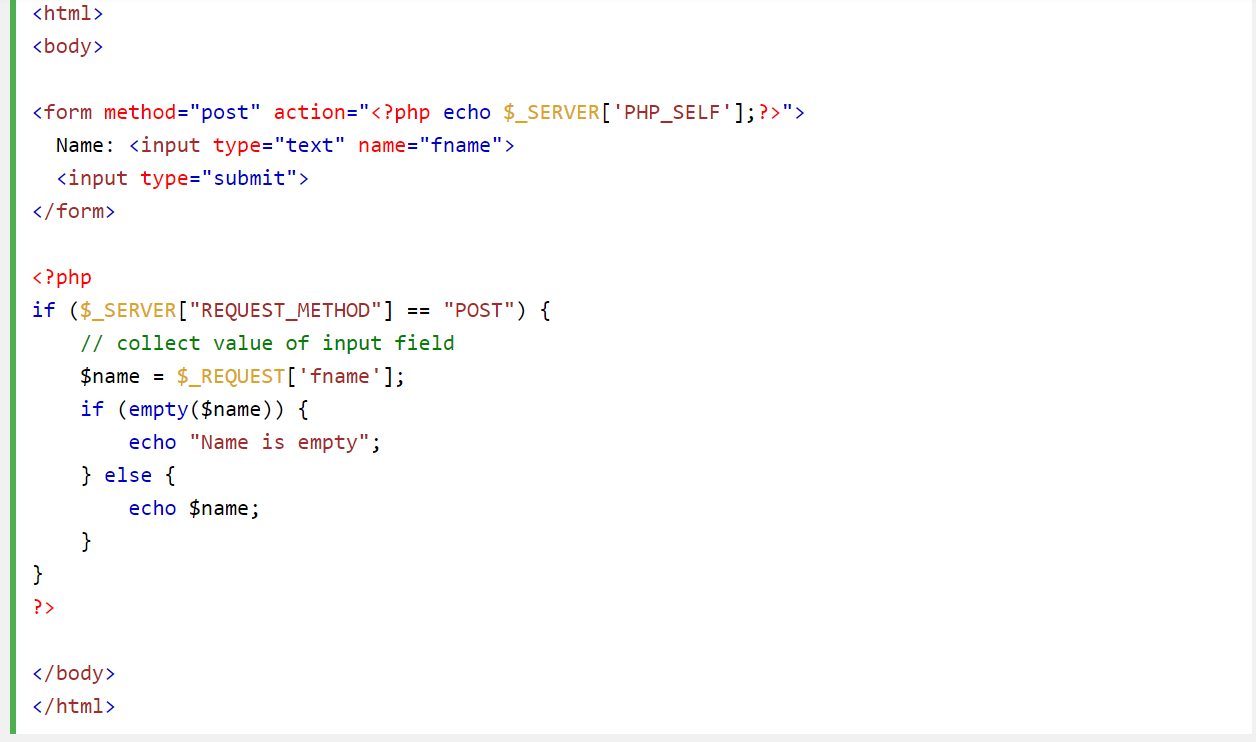 <html>
<body>

<form method="post" action="<?php echo $_SERVER['PHP_SELF'];?>">
  Name: <input type="text" name="fname">
  <input type="submit">
</form>

<?php
if ($_SERVER["REQUEST_METHOD"] == "POST") {
    // collect value of input field
    $name = $_REQUEST['fname'];
    if (empty($name)) {
        echo "Name is empty";
    } else {
        echo $name;
    }
}
?>

</body>
</html>